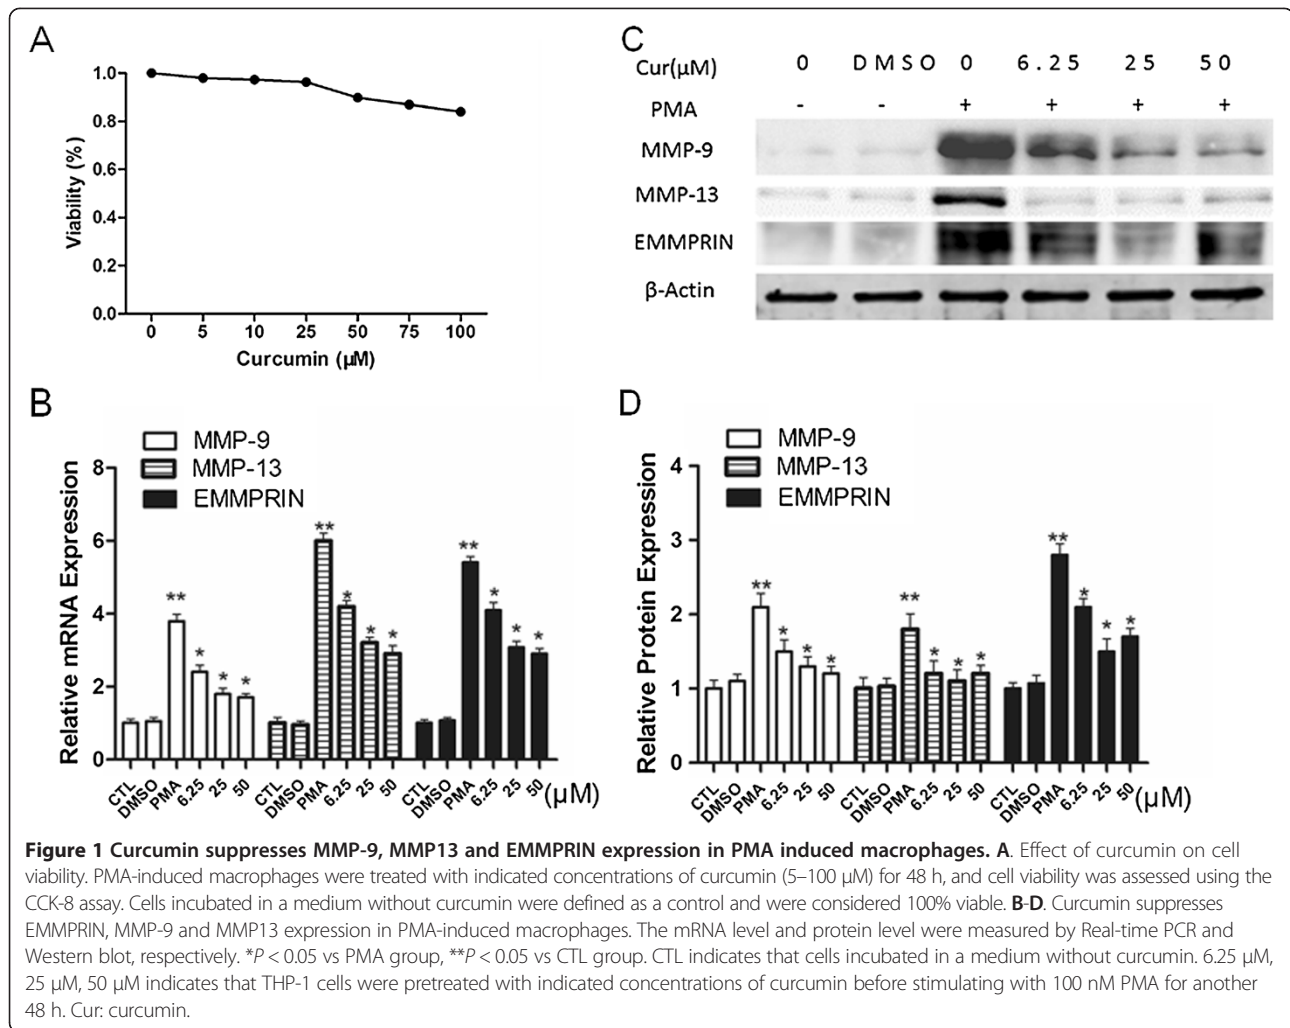 A
1.0
0.8
0.6
0.4
0.2
0.0
Viability (%)
0 5 10 25 50 75 100
Curcumin (µM)
C
Cur(µM) 0 DMSO 0 6.25 25 50
PMA - - + + + +
MMP-9
MMP-13
EMMPRIN
β-Actin
B
MMP-9
MMP-13
EMMPRIN
8
6
4
2
0
Relative mRNA Expression
** * * * ** * * * ** * * *
CTL DMSO PMA 6.25 25 50 CTL DMSO PMA 6.25 25 50 CTL DMSO PMA 6.25 25 50 (µM)
D
MMP-9
MMP-13
EMMPRIN
4
3
2
1
0
Relative Protein Expression
** * * * ** * * * ** * * *
CTL DMSO PMA 6.25 25 50 CTL DMSO PMA 6.25 25 50 CTL DMSO PMA 6.25 25 50 (µM)
Figure 1 Curcumin suppresses MMP-9, MMP13 and EMMPRIN expression in PMA induced macrophages. A. Effect of curcumin on cell
viability. PMA-induced macrophages were treated with indicated concentrations of curcumin (5–100 µM) for 48 h, and cell viability was assessed using the
CCK-8 assay. Cells incubated in a medium without curcumin were defined as a control and were considered 100% viable. B-D. Curcumin suppresses
EMMPRIN, MMP-9 and MMP13 expression in PMA-induced macrophages. The mRNA level and protein level were measured by Real-time PCR and
Western blot, respectively. *P < 0.05 vs PMA group, **P < 0.05 vs CTL group. CTL indicates that cells incubated in a medium without curcumin. 6.25 µM,
25 µM, 50 µM indicates that THP-1 cells were pretreated with indicated concentrations of curcumin before stimulating with 100 nM PMA for another
48 h. Cur: curcumin.